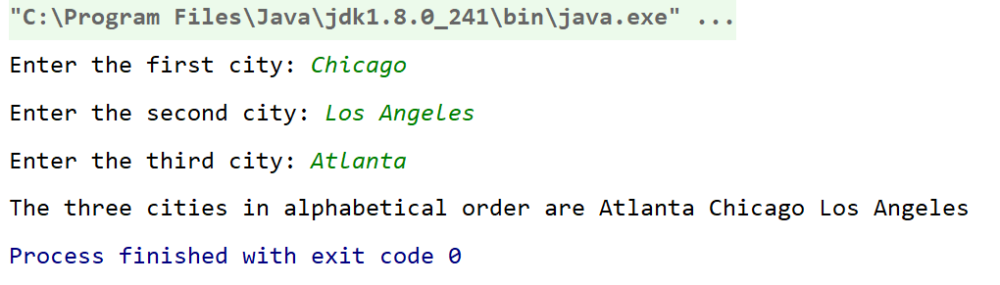 "C:\Program Files\Java\jdk1.8.0_241\bin\java.exe" ...
Enter the first city: Chicago
Enter the second city: Los Angeles
Enter the third city: Atlanta
The three cities in alphabetical order are Atlanta Chicago Los Angeles
Process finished with exit code 0